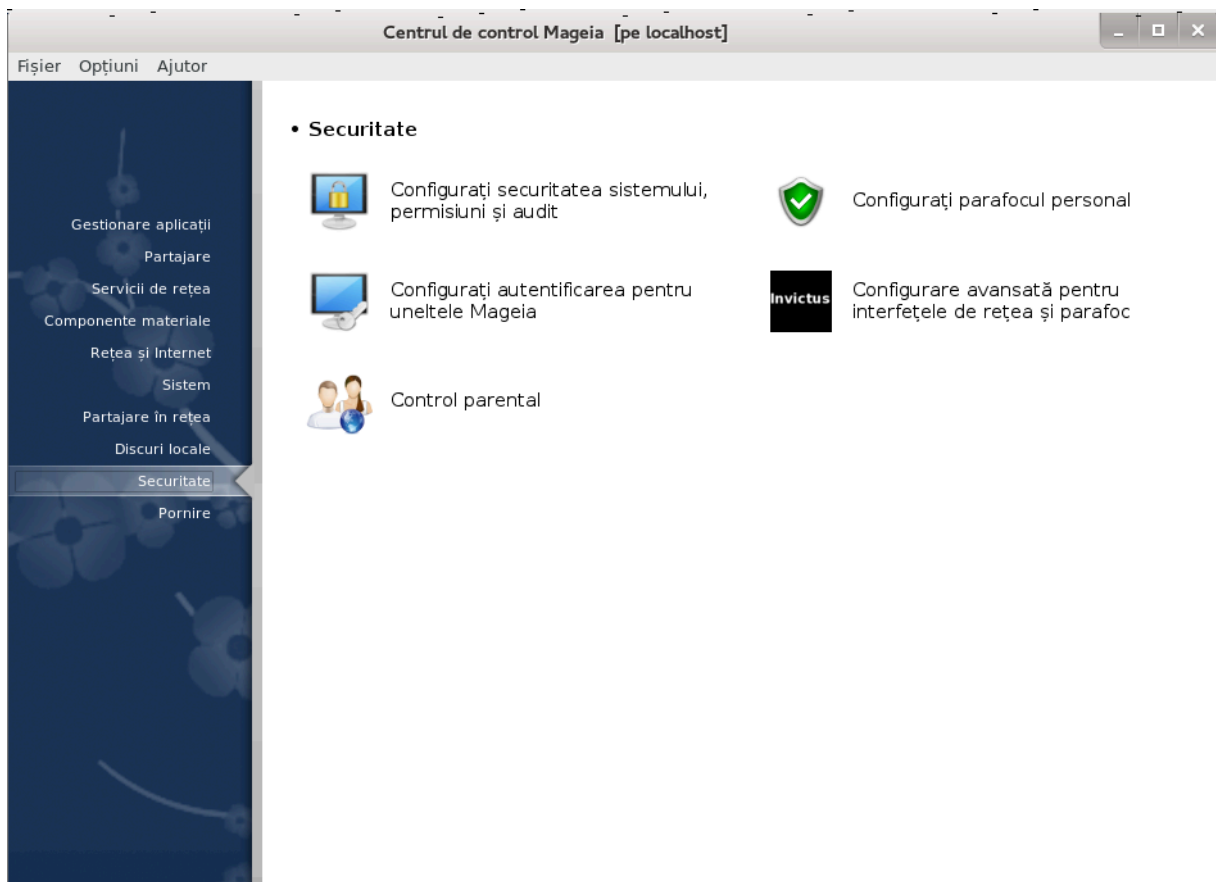 Centrul de control Mageia [pe localhost]
Fișier Opțiuni Ajutor
Gestionare aplicații
Partajare
Servicii de rețea
Componente materiale
Rețea și Internet
Sistem
Partajare în rețea
Discuri locale
Securitate
Pornire
• Securitate
Configurați securitatea sistemului,
permisiuni și audit
Configurați parafocul personal
Configurați autentificarea pentru
uneltele Mageia
Invictus
Configurare avansată pentru
interfețele de rețea și parafoc
Control parental